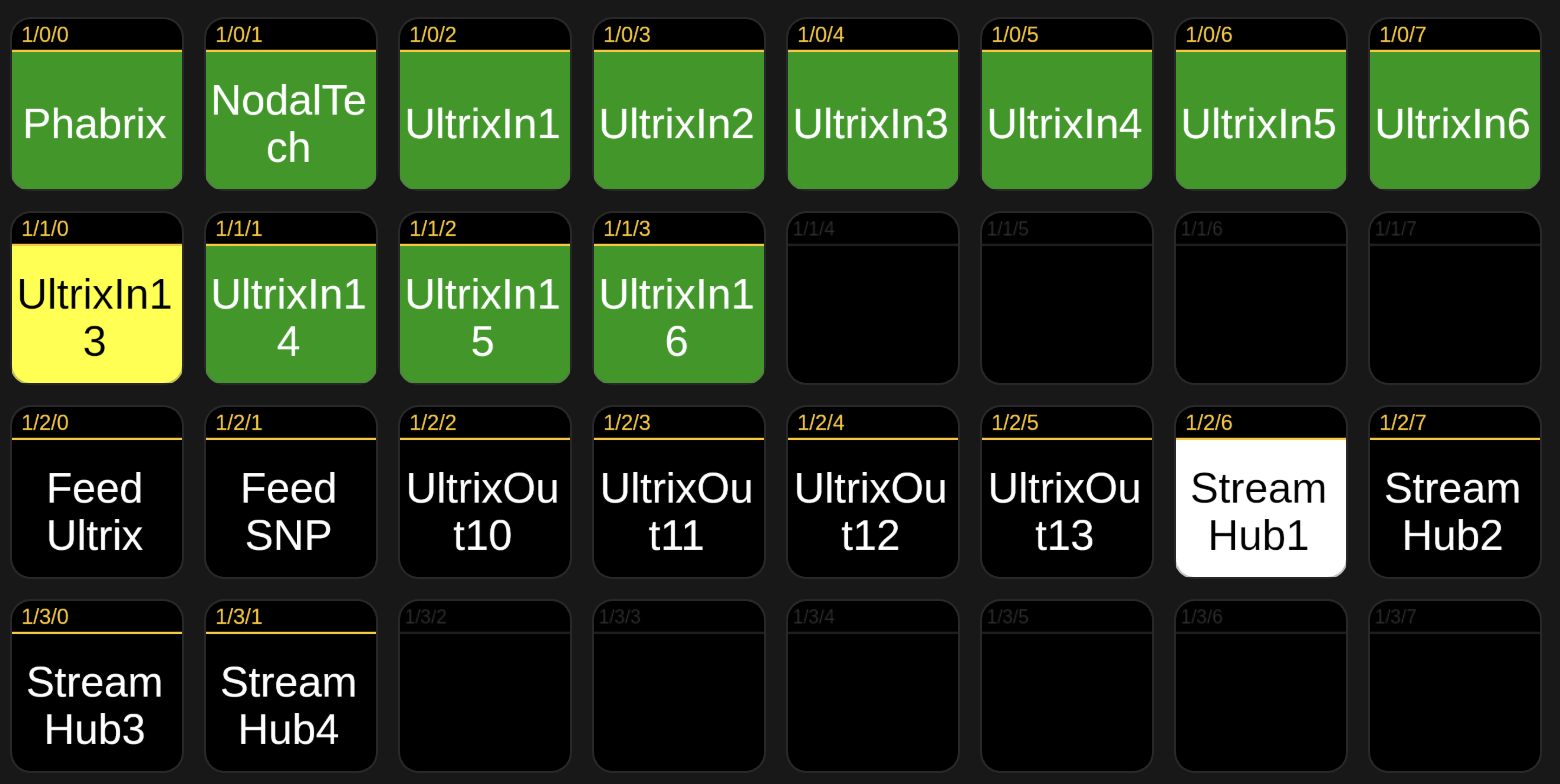 1/0/0 1/0/1 1/0/2 1/0/3 1/0/4 1/0/5 1/0/6 1/0/7
Phabrix
NodalTe
ch
UltrixIn1
UltrixIn2
UltrixIn3
UltrixIn4
UltrixIn5
UltrixIn6
1/1/0 1/1/1 1/1/2 1/1/3 1/1/4 1/1/5 1/1/6 1/1/7
UltrixIn1
3
UltrixIn1
4
UltrixIn1
5
UltrixIn1
6
1/2/0 1/2/1 1/2/2 1/2/3 1/2/4 1/2/5 1/2/6 1/2/7
Feed
Ultrix
Feed
SNP
UltrixOu
t10
UltrixOu
t11
UltrixOu
t12
UltrixOu
t13
Stream
Hub1
Stream
Hub2
1/3/0 1/3/1 1/3/2 1/3/3 1/3/4 1/3/5 1/3/6 1/3/7
Stream
Hub3
Stream
Hub4